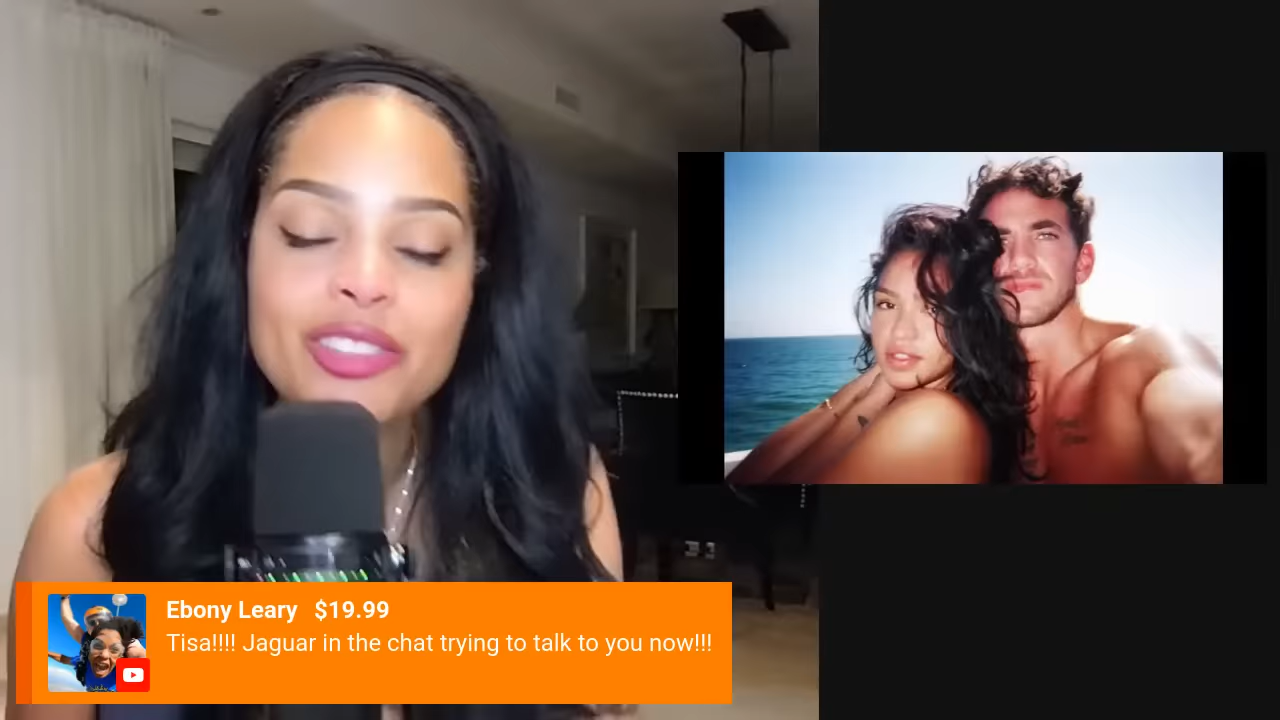 Ebony Leary $19.99
Tisa!!!! Jaguar in the chat trying to talk to you now!!!